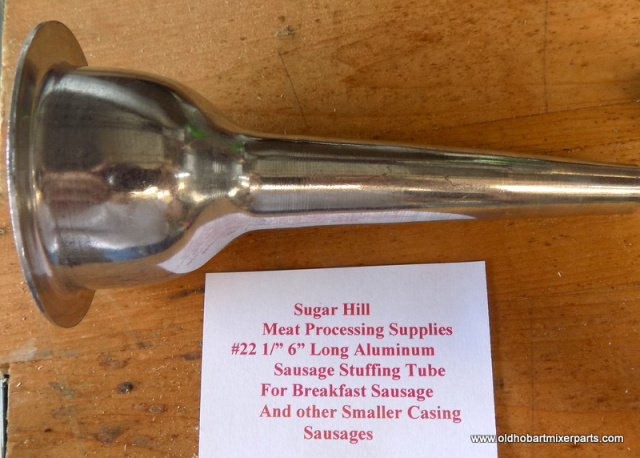 Sugar Hill
Meat Processing Supplies
#22 1/” 6” Long Aluminum
Sausage Stuffing Tube
For Breakfast Sausage
And other Smaller Casing
Sausages
www.oldhobartmixerparts.com